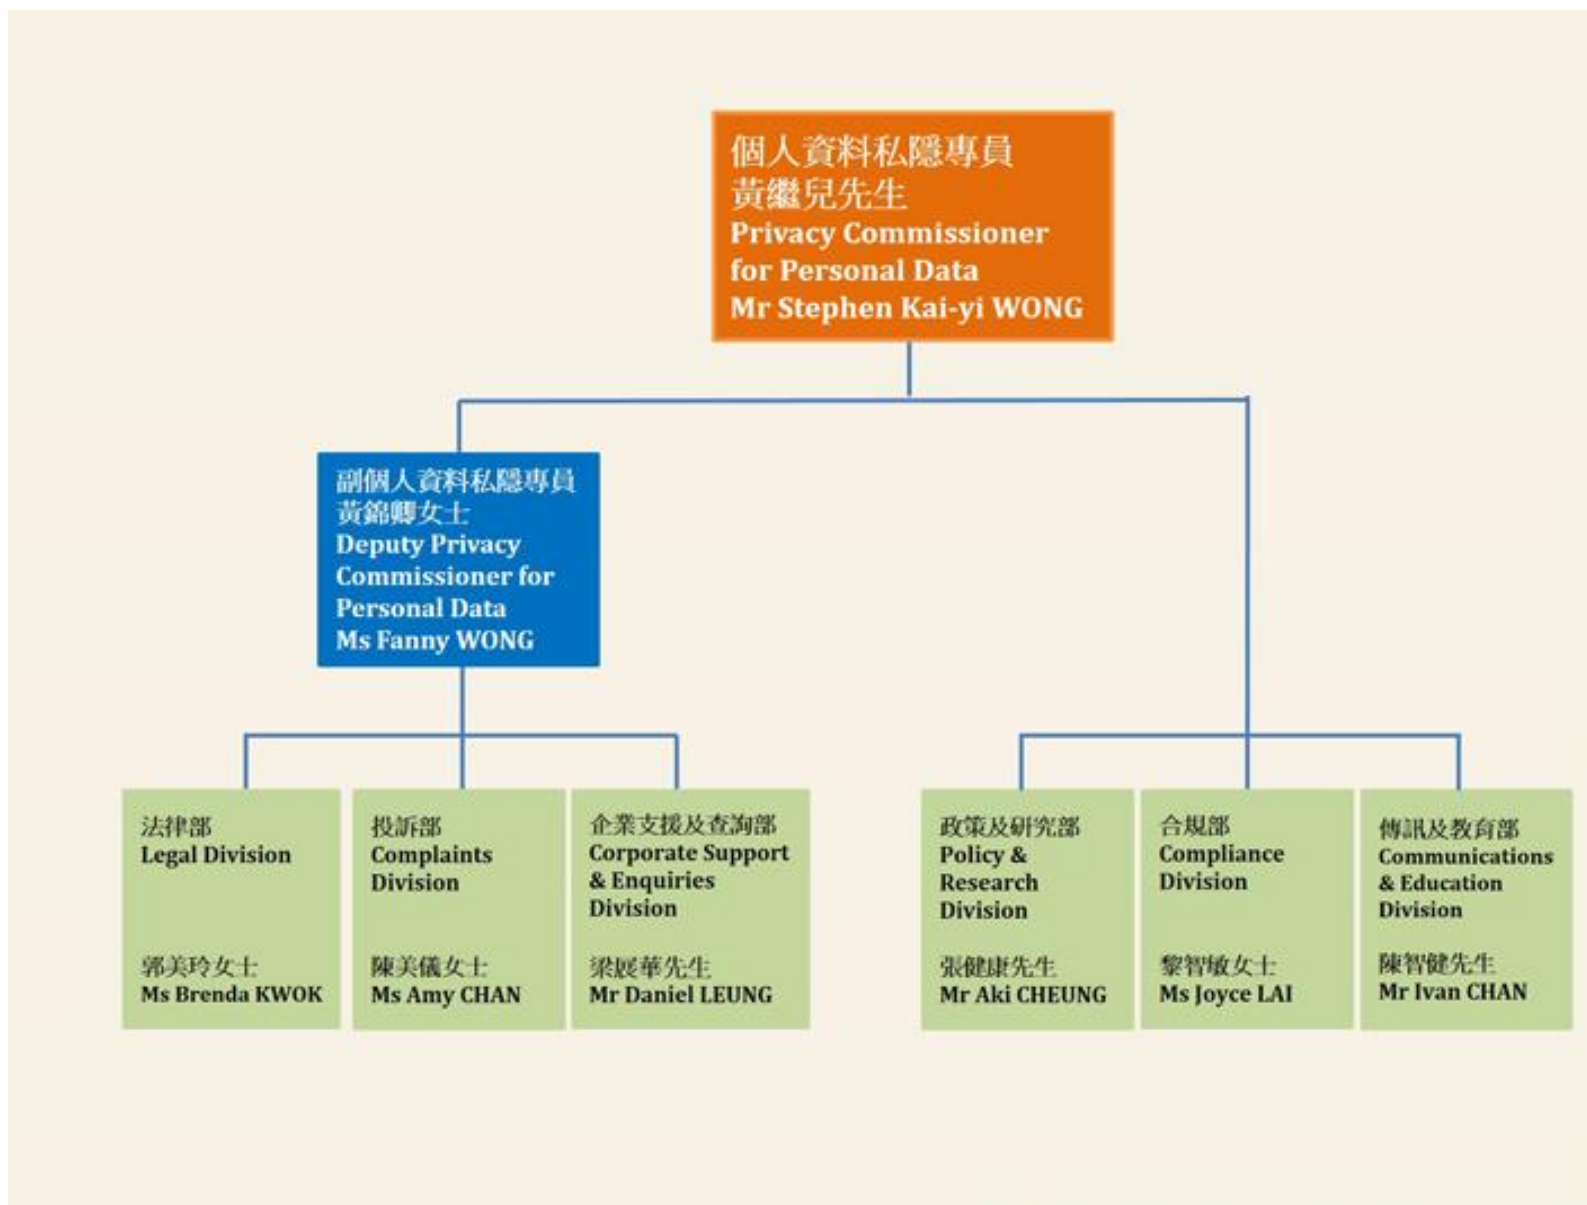 個人資料私隱專員
黃繼兒先生
Privacy Commissioner
for Personal Data
Mr Stephen Kai-yi WONG
副個人資料私隱專員
黃錦卿女士
Deputy Privacy
Commissioner for
Personal Data
Ms Fanny WONG
法律部
Legal Division
郭美玲女士
Ms Brenda KWOK
投訴部
Complaints
Division
陳美儀女士
Ms Amy CHAN
企業支援及查詢部
Corporate Support
& Enquiries
Division
梁展華先生
Mr Daniel LEUNG
政策及研究部
Policy &
Research
Division
張健康先生
Mr Aki CHEUNG
合規部
Compliance
Division
黎智敏女士
Ms Joyce LAI
傳訊及教育部
Communications
& Education
Division
陳智健先生
Mr Ivan CHAN